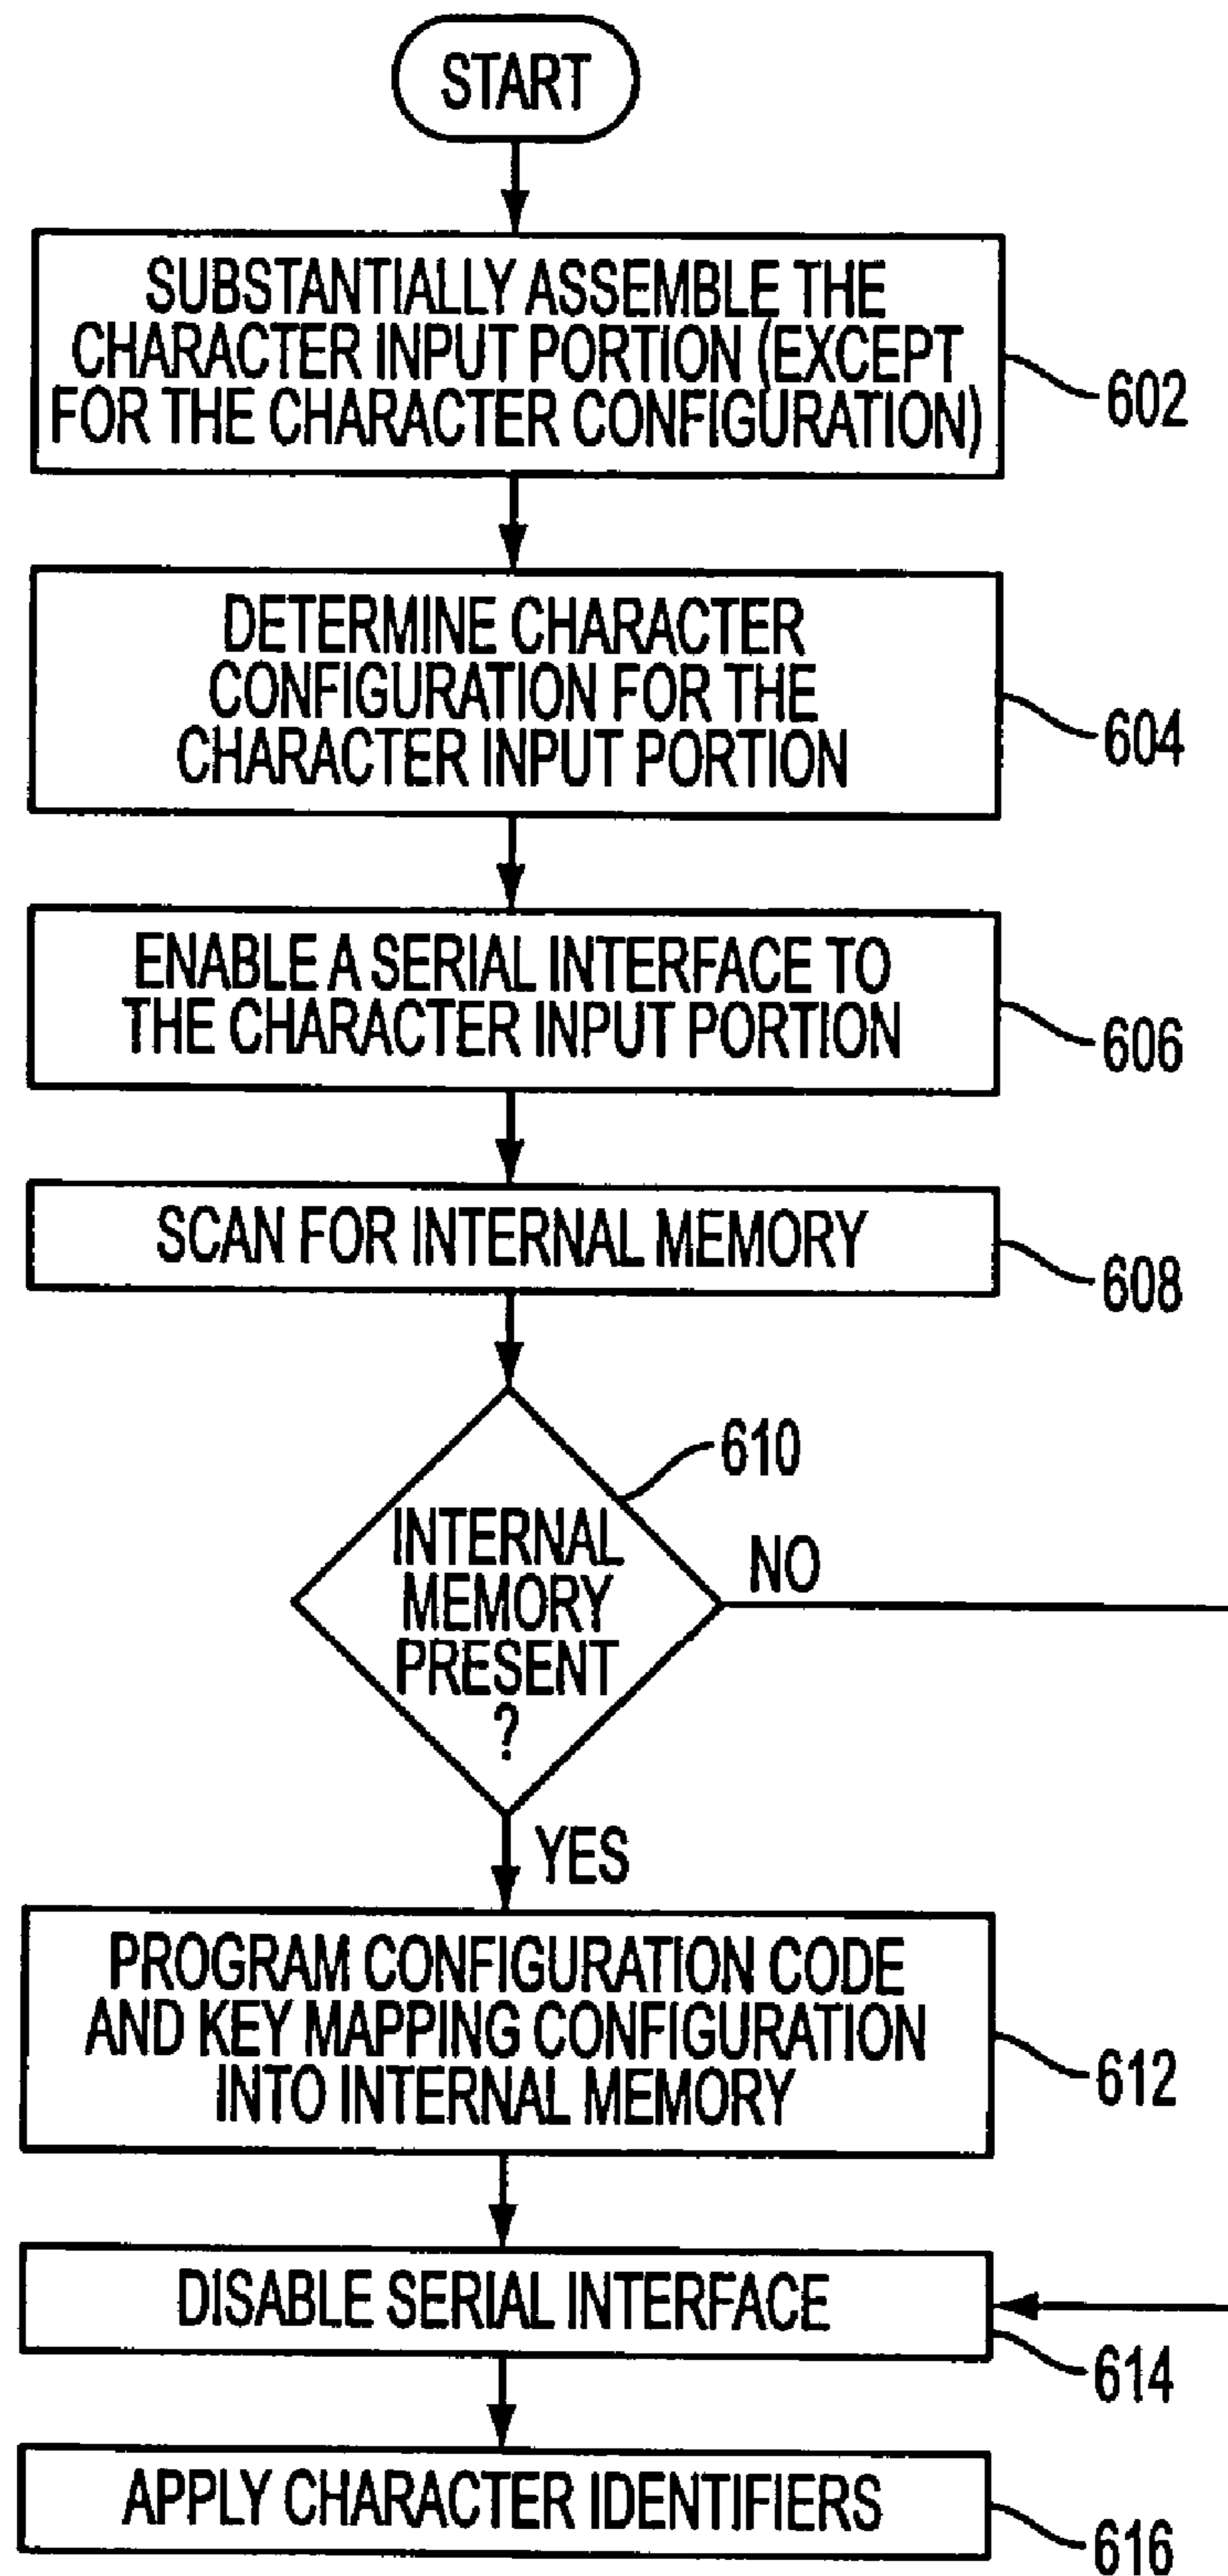 START
SUBSTANTIALLY ASSEMBLE THE
CHARACTER INPUT PORTION (EXCEPT
FOR THE CHARACTER CONFIGURATION)
602
DETERMINE CHARACTER
CONFIGURATION FOR THE
CHARACTER INPUT PORTION
604
ENABLE A SERIAL INTERFACE TO
THE CHARACTER INPUT PORTION
606
SCAN FOR INTERNAL MEMORY
608
610
INTERNAL
MEMORY
PRESENT
?
NO
YES
PROGRAM CONFIGURATION CODE
AND KEY MAPPING CONFIGURATION
INTO INTERNAL MEMORY
612
DISABLE SERIAL INTERFACE
614
APPLY CHARACTER IDENTIFIERS
616